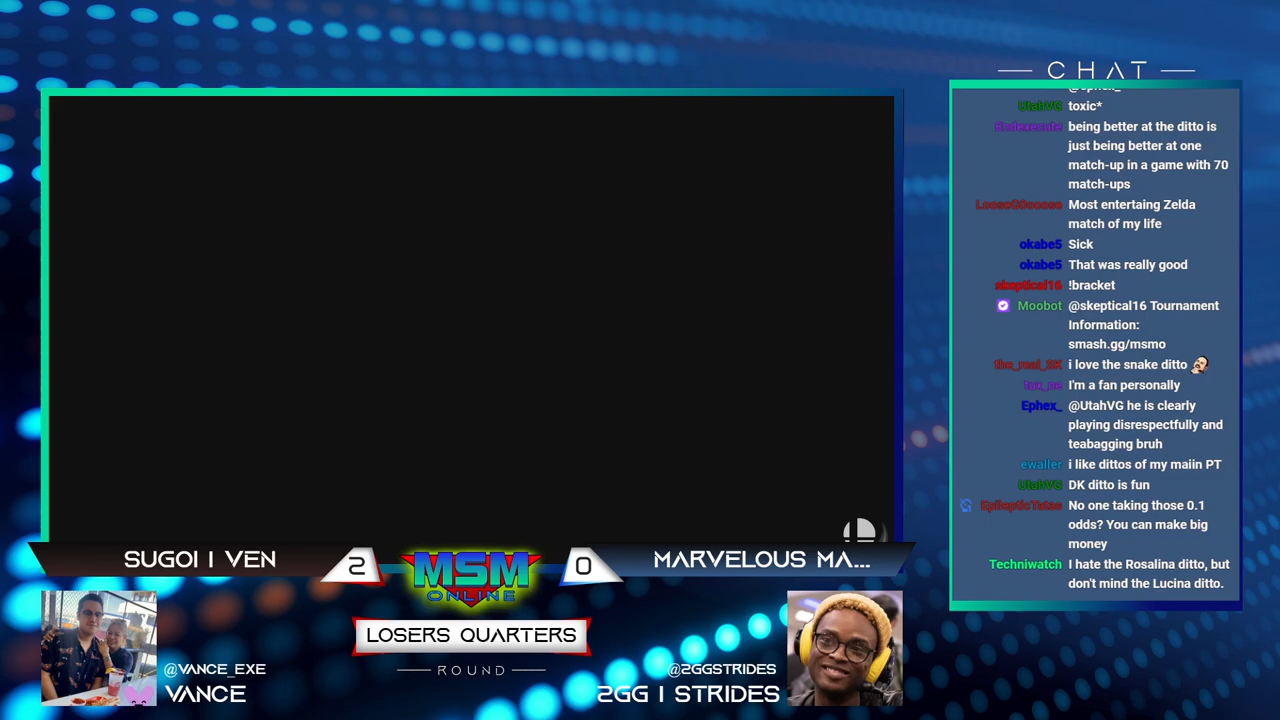 CHAT
UtahVG toxic*
being better at the ditto is
just being better at one
match-up in a game with 70
match-ups
Most entertaing Zelda
match of my life
okabe5 Sick
okabe5 That was really good
skeptical16 !bracket
Moobot @skeptical16 Tournament
Information:
smash.gg/msmo
the_real_SK i love the snake ditto
I'm a fan personally
Ephex_ @UtahVG he is clearly
playing disrespectfully and
teabagging bruh
ewaller i like dittos of my maiin PT
UtahVG DK ditto is fun
EpilepticTatas No one taking those 0.1
odds? You can make big
money
Techniwatch I hate the Rosalina ditto, but
don't mind the Lucina ditto.
SUGOI | VEN 2 MSM 0 MARVELOUS MA...
ONLINE
LOSERS QUARTERS
ROUND
@VANCE_EXE
VANCE
@2GGSTRIDES
2GG | STRIDES